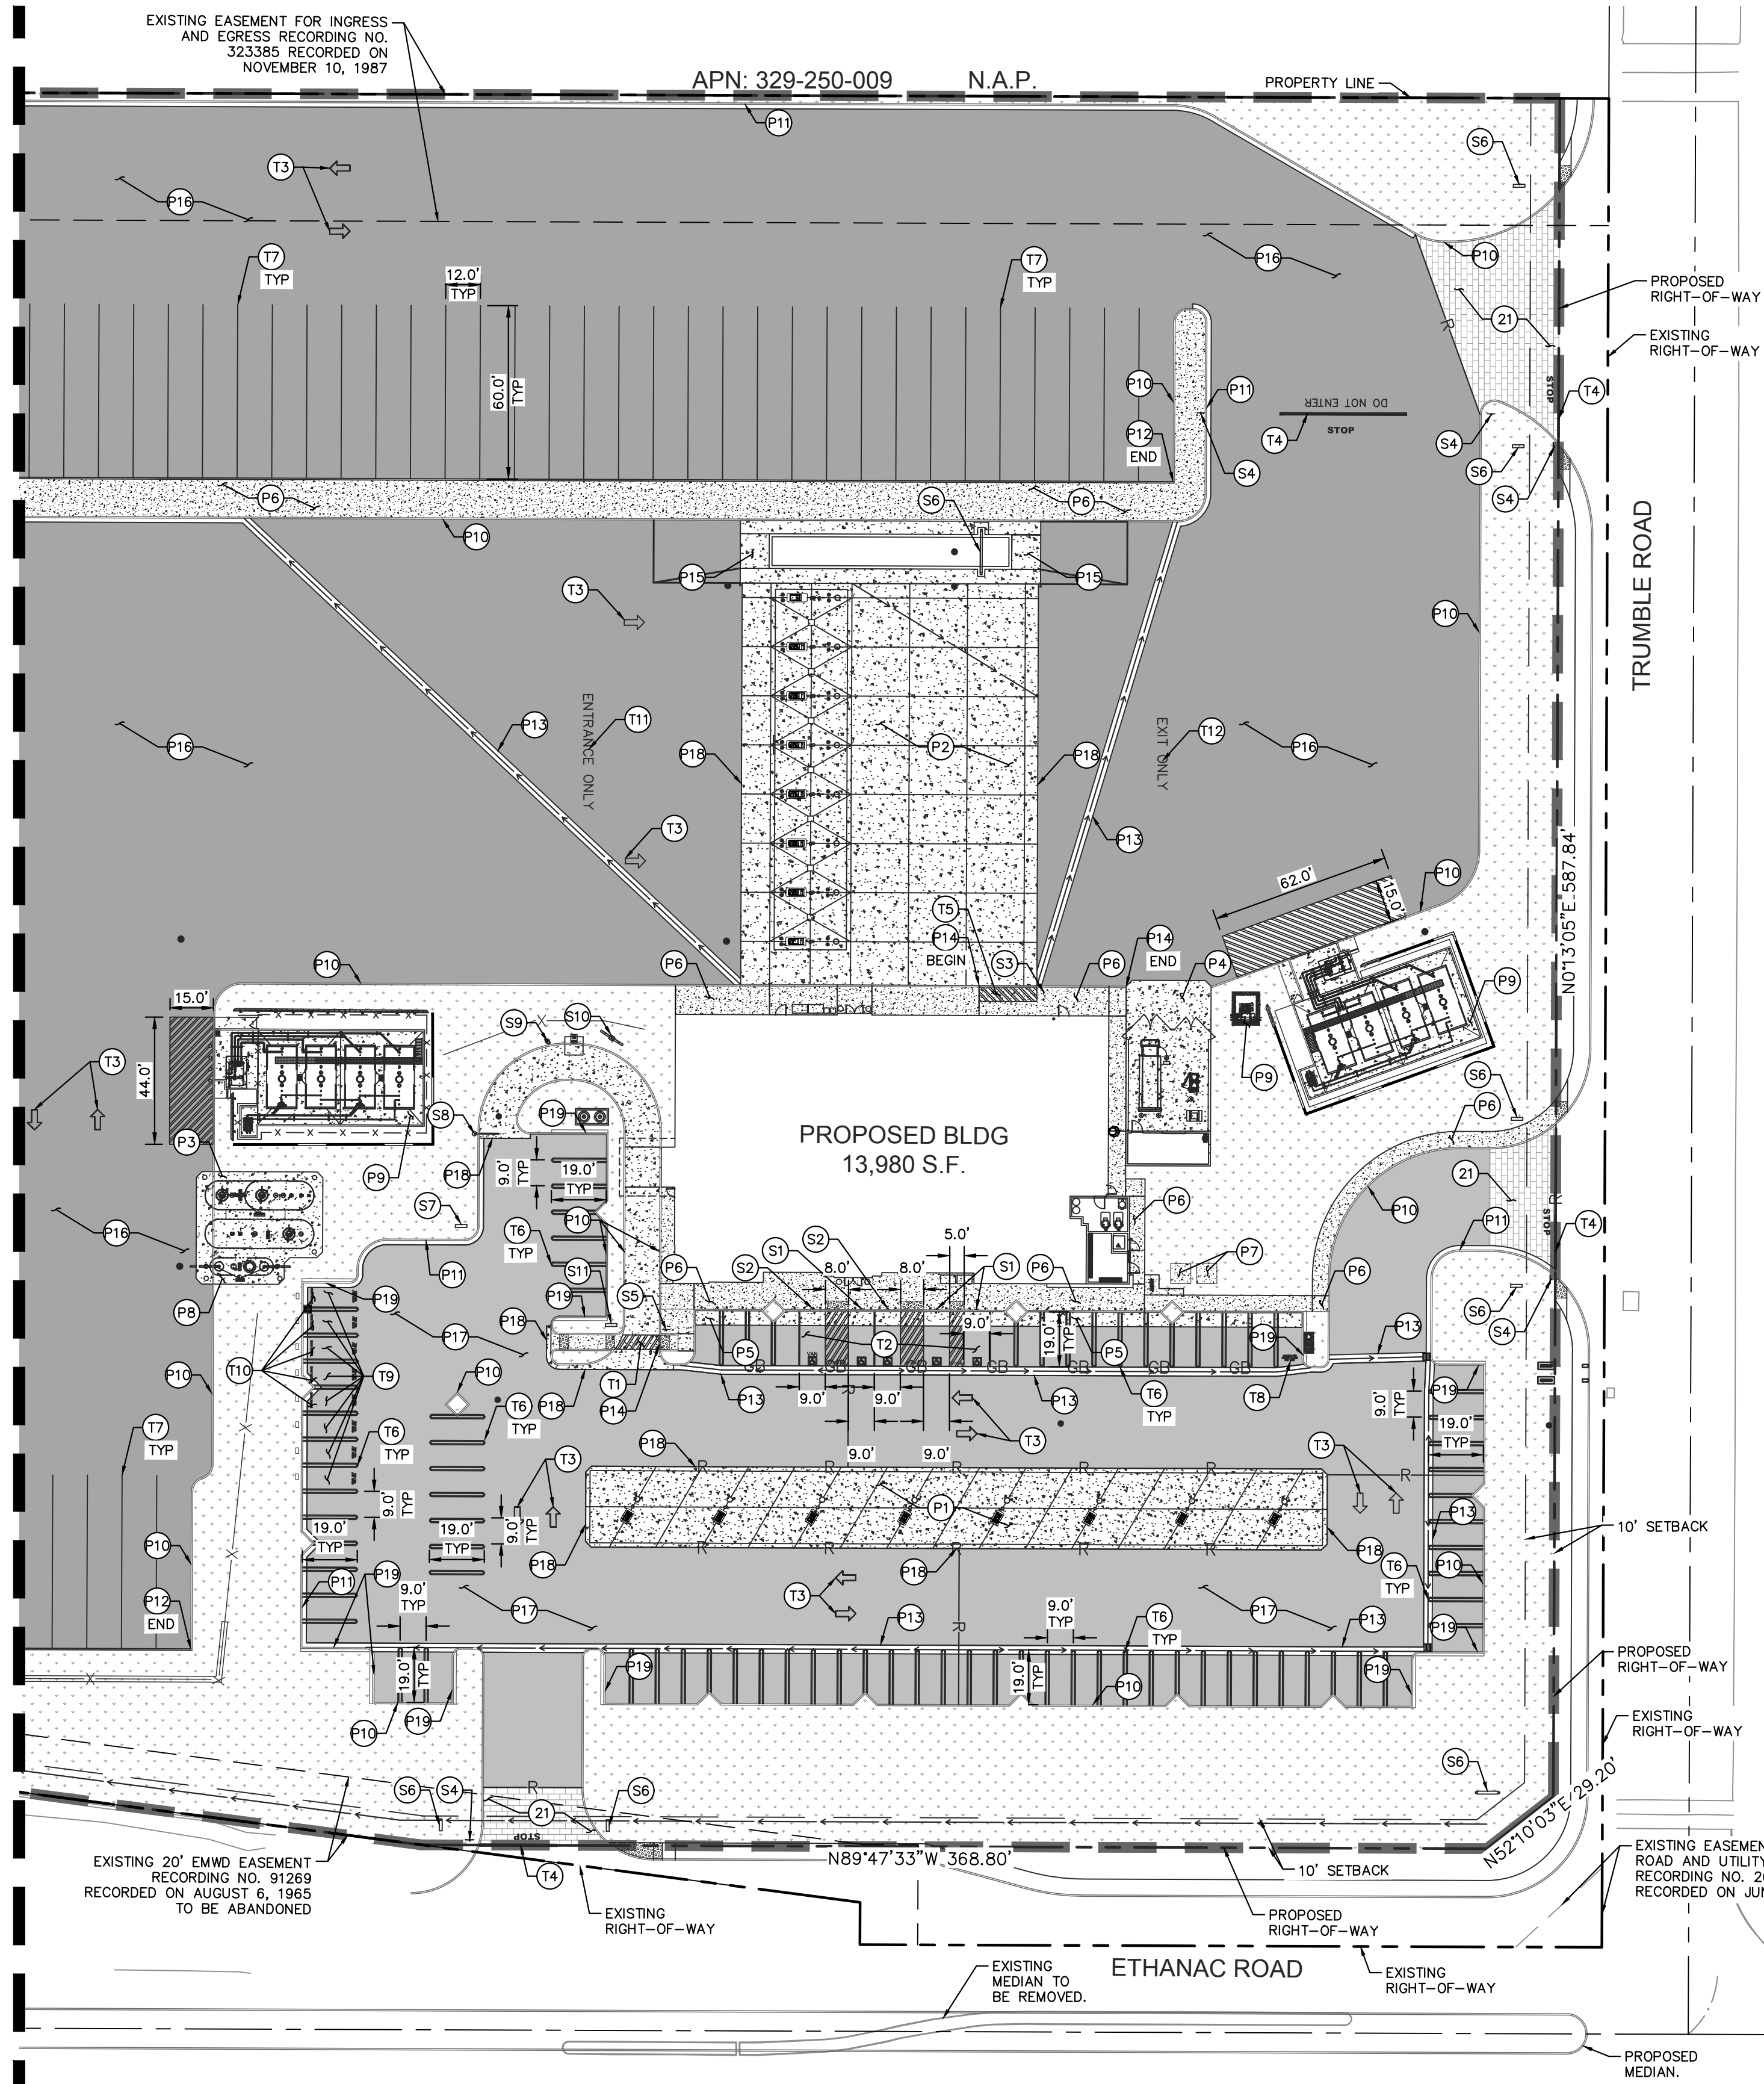 EXISTING EASEMENT FOR INGRESS
AND EGRESS RECORDING NO.
323385 RECORDED ON
NOVEMBER 10, 1987
APN: 329-250-009 N.A.P.
PROPERTY LINE
P11
S6
T3
P16
T7
TYP
12.0'
TYP
T7
TYP
P16
P10
21
R
PROPOSED
RIGHT-OF-WAY
EXISTING
RIGHT-OF-WAY
60.0'
TYP
P10
P11
DO NOT ENTER
STOP
T4
STOP
T4
P12
END
S4
S4
S6
S4
P6
S6
P6
P10
P15
P15
T3
P10
TRUMBLE ROAD
P16
P13
ENTRANCE ONLY
T11
P18
P2
P18
EXIT ONLY
T12
P16
T3
P13
N0°13'05"E 587.84'
62.0'
15.0'
P10
T5
P14
BEGIN
S3
P14
END
P10
P6
P6
P4
P9
15.0'
S9
S10
X
44.0'
T3
P9
S6
P6
S8
P19
P3
P9
P18
9.0'
TYP
19.0'
TYP
PROPOSED BLDG
13,980 S.F.
21
P10
R
STOP
T4
P11
S7
P16
T6
TYP
P10
P6
P7
P11
S11
S1
S2
5.0'
S2
S1
8.0'
8.0'
P6
P6
P6
P8
P19
P19
S5
P18
S6
S4
P17
9.0'
19.0'
TYP
P19
P13
T10
T9
P10
P10
P5
VAN
T2
P5
GB
GB
GB
GB
GB
GB
GB
T1
P14
P18
P13
9.0'
R
9.0'
P13
T6
TYP
T8
P19
9.0'
TYP
19.0'
TYP
T7
TYP
T6
TYP
T6
TYP
T3
T3
P18
9.0'
9.0'
T3
R
R
R
R
R
R
9.0'
TYP
19.0'
TYP
19.0'
TYP
9.0'
TYP
P1
P13
10' SETBACK
P10
P18
R
R
R
R
R
P18
P18
T6
TYP
P10
P11
P19
9.0'
TYP
T3
P12
END
P17
P13
9.0'
TYP
T6
TYP
P17
P13
P19
R
X
19.0'
TYP
P19
19.0'
TYP
P10
P19
PROPOSED
RIGHT-OF-WAY
P10
P19
EXISTING
RIGHT-OF-WAY
S6
S4
R
21
S6
S6
STOP
T4
N89°47'33"W 368.80'
N52°10'03"E 29.20'
10' SETBACK
EXISTING 20' EMWD EASEMENT
RECORDING NO. 91269
RECORDED ON AUGUST 6, 1965
TO BE ABANDONED
EXISTING
RIGHT-OF-WAY
PROPOSED
RIGHT-OF-WAY
EXISTING EASEMEN
ROAD AND UTILITY
RECORDING NO. 20
RECORDED ON JUN
EXISTING
MEDIAN TO
BE REMOVED.
ETHANAC ROAD
EXISTING
RIGHT-OF-WAY
PROPOSED
MEDIAN.